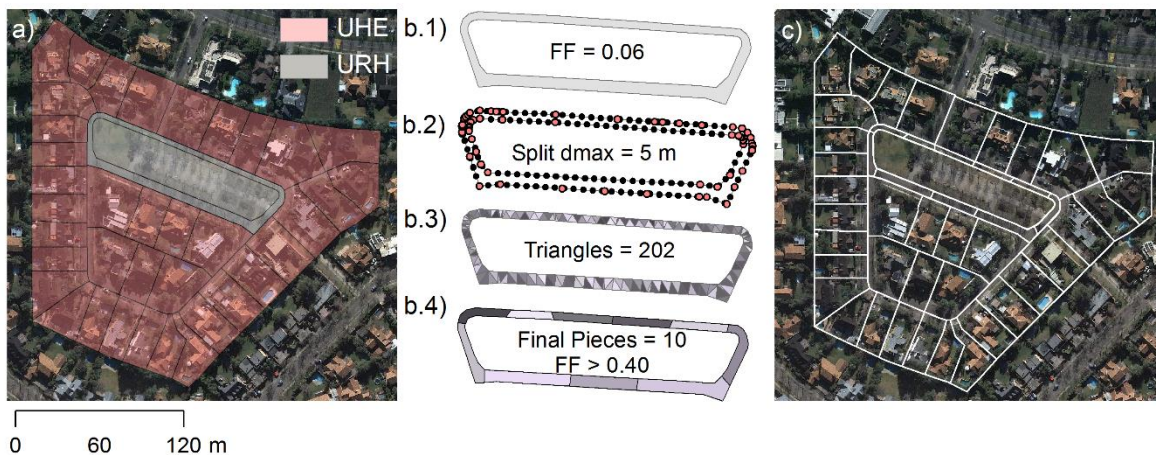 a)
UHE
URH
b.1)
FF = 0.06
b.2)
Split dmax = 5 m
b.3)
Triangles = 202
b.4)
Final Pieces = 10
FF > 0.40
c)
0 60 120 m